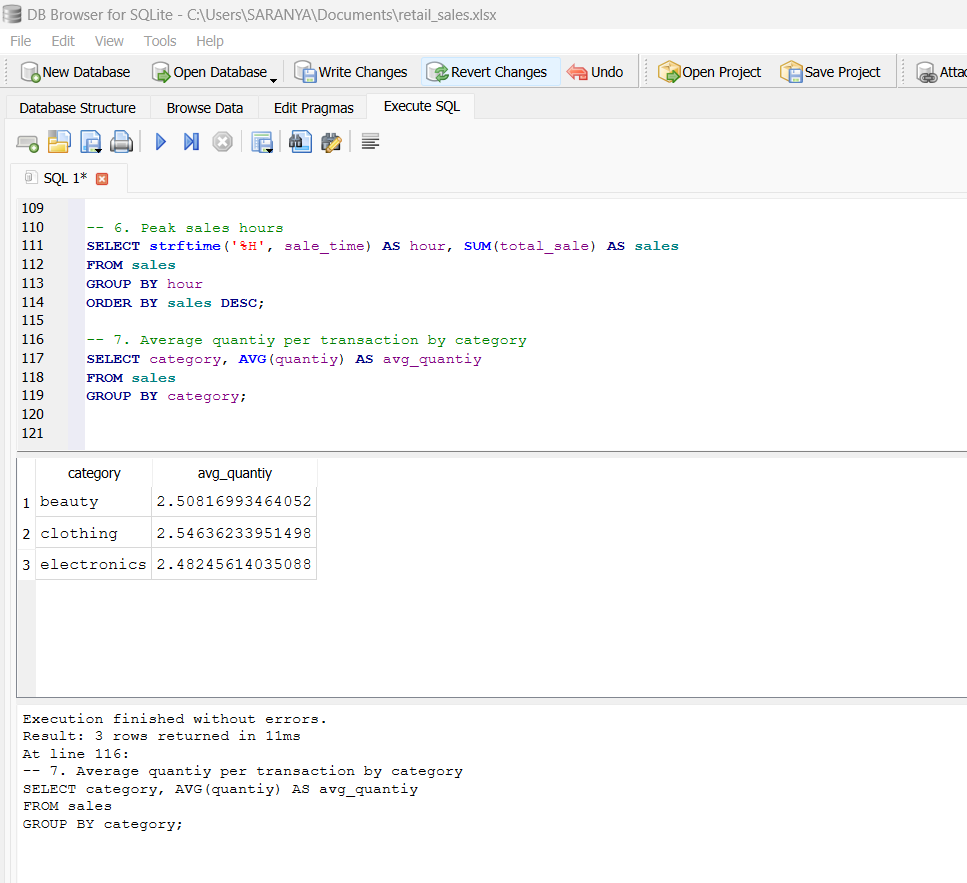 DB Browser for SQLite - C:\Users\SARANYA\Documents\retail_sales.xlsx
File Edit View Tools Help
New Database Open Database Write Changes Revert Changes Undo Open Project Save Project Attac
Database Structure Browse Data Edit Pragmas Execute SQL
SQL 1*
109
110 -- 6. Peak sales hours
111 SELECT strftime('%H', sale_time) AS hour, SUM(total_sale) AS sales
112 FROM sales
113 GROUP BY hour
114 ORDER BY sales DESC;
115
116 -- 7. Average quantiy per transaction by category
117 SELECT category, AVG(quantiy) AS avg_quantiy
118 FROM sales
119 GROUP BY category;
120
121
category avg_quantiy
1 beauty 2.50816993464052
2 clothing 2.54636233951498
3 electronics 2.48245614035088
Execution finished without errors.
Result: 3 rows returned in 11ms
At line 116:
-- 7. Average quantiy per transaction by category
SELECT category, AVG(quantiy) AS avg_quantiy
FROM sales
GROUP BY category;